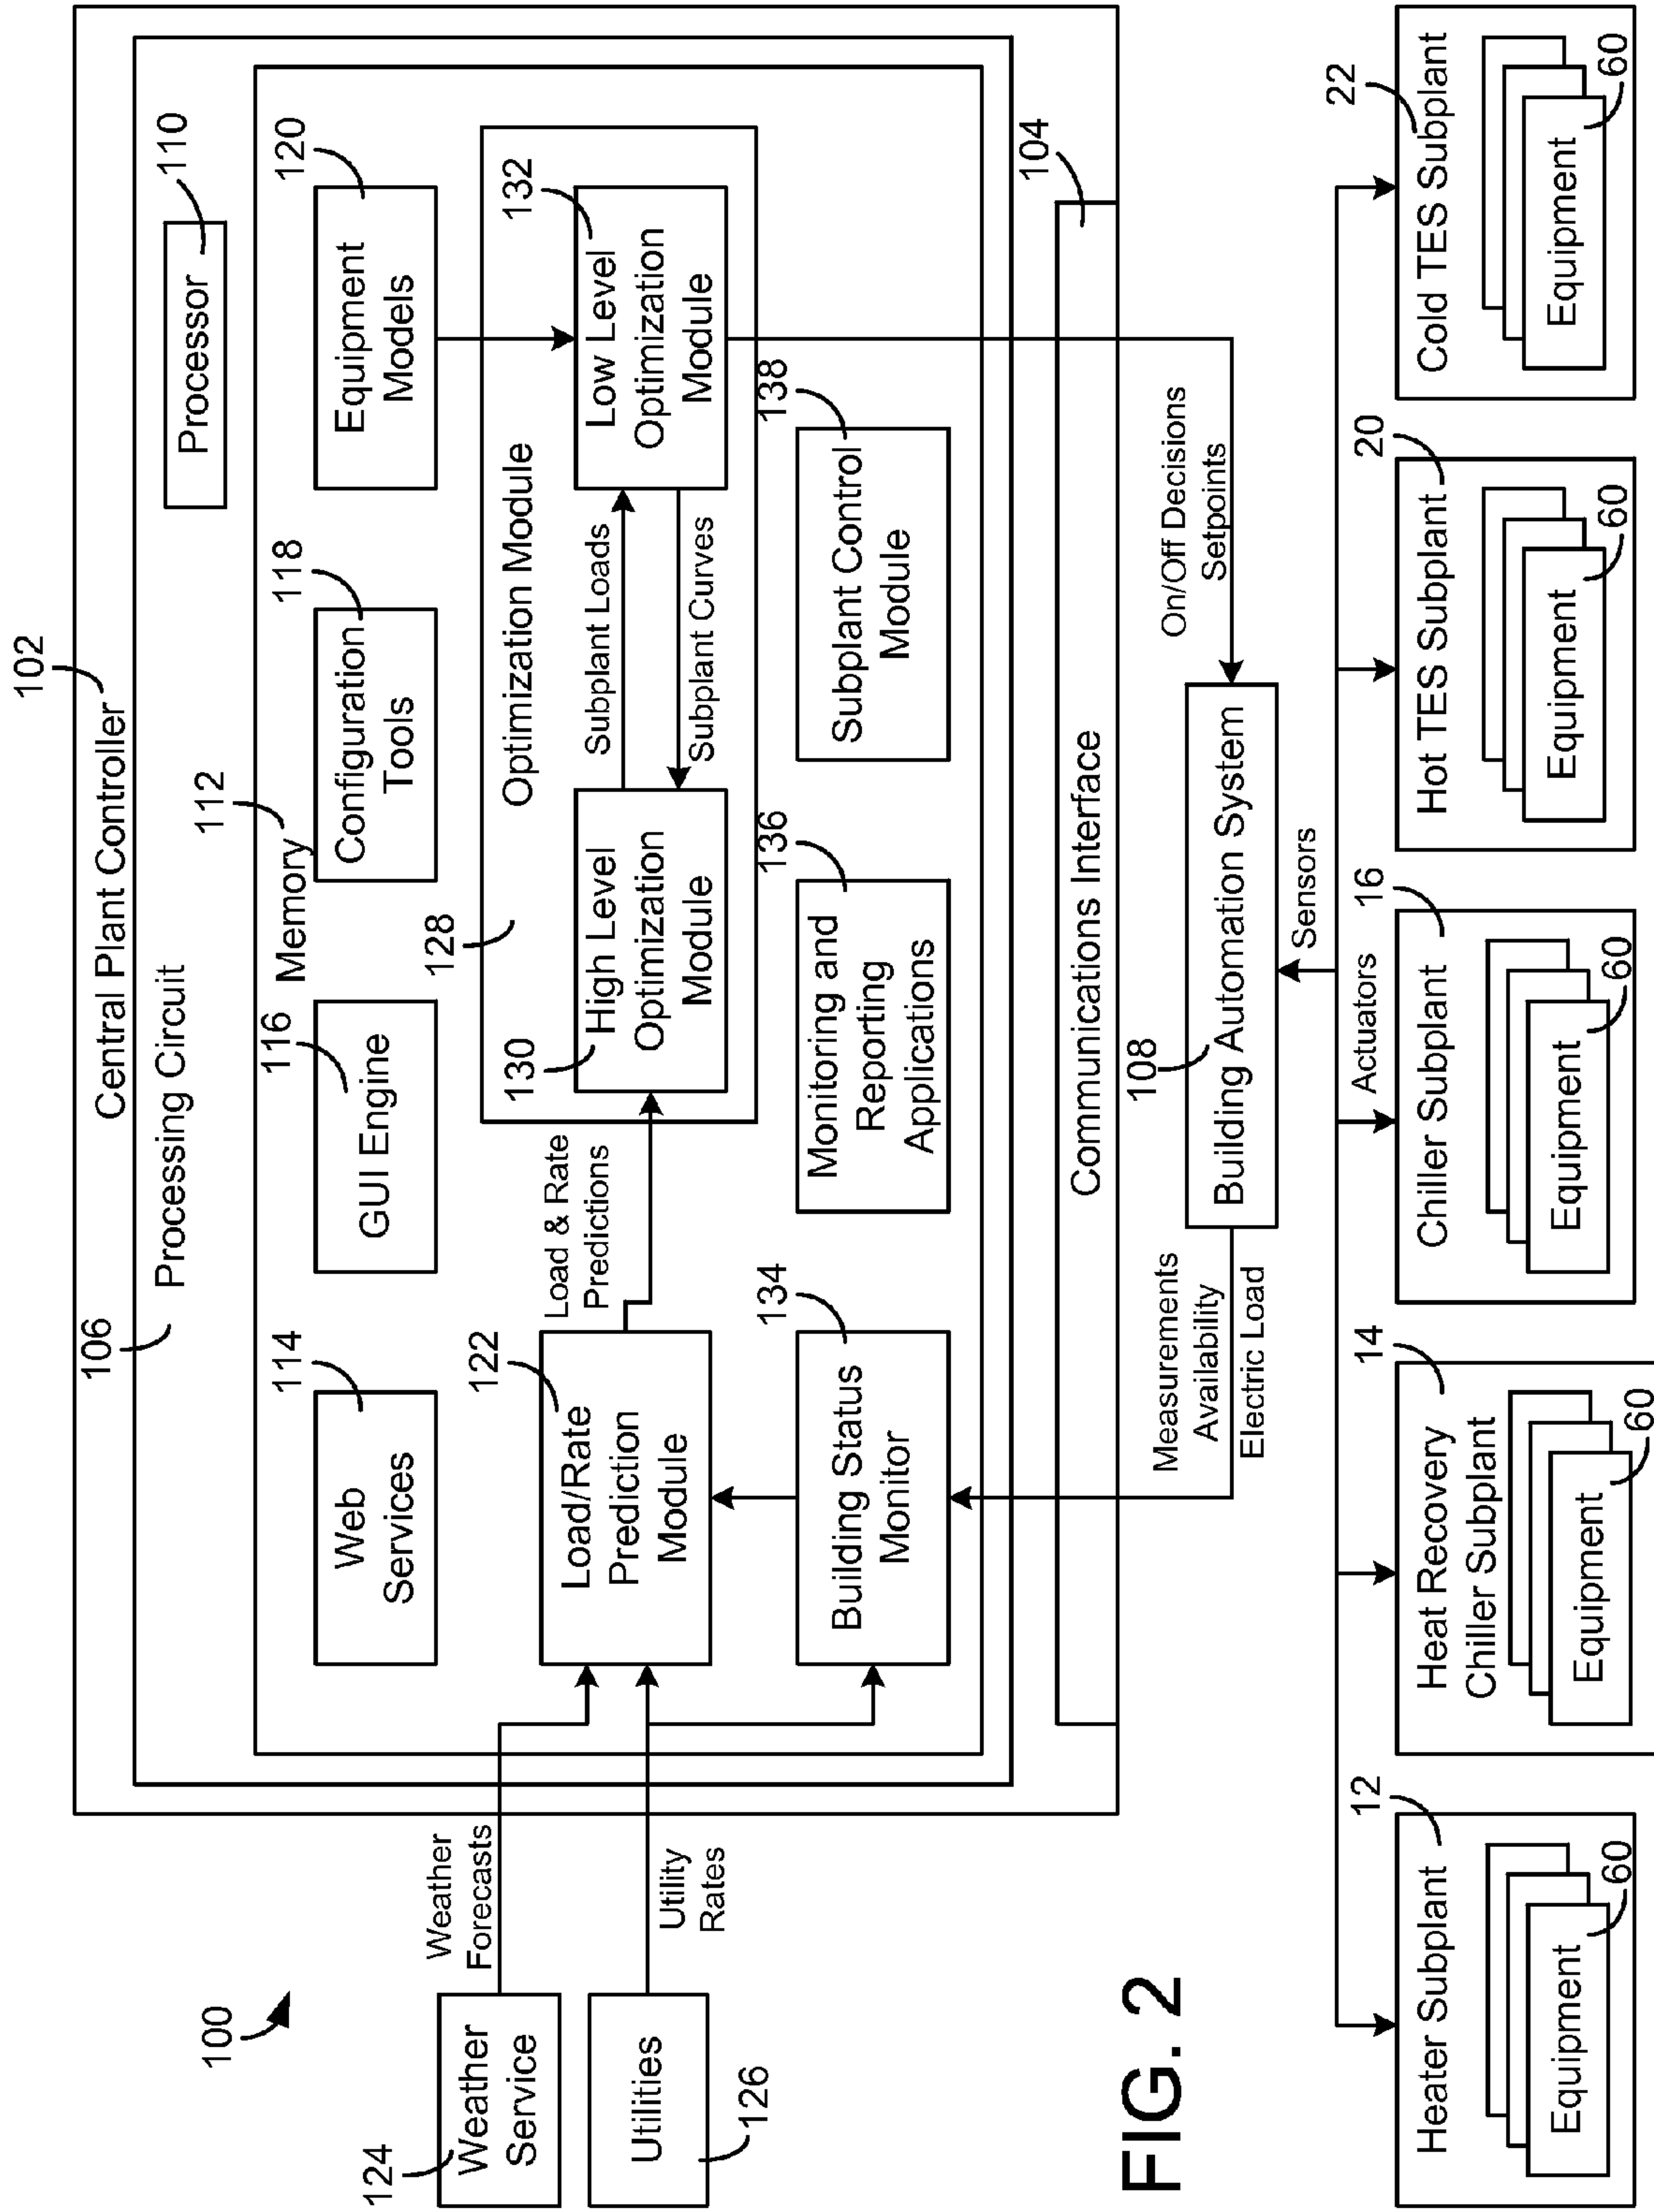 100
102
Central Plant Controller
106
Processing Circuit
Processor
110
112
Memory
114
Web
Services
116
GUI Engine
118
Configuration
Tools
120
Equipment
Models
124
Weather
Service
Weather
Forecasts
Utilities
126
Utility
Rates
122
Load/Rate
Prediction
Module
Load & Rate
Predictions
128
Optimization Module
130
High Level
Optimization
Module
Subplant Loads
Subplant Curves
132
Low Level
Optimization
Module
134
Building Status
Monitor
136
Monitoring and
Reporting
Applications
138
Subplant Control
Module
Communications Interface
104
Measurements
Availability
Electric Load
108
Building Automation System
On/Off Decisions
Setpoints
Sensors
Actuators
FIG. 2
12
Heater Subplant
Equipment
60
14
Heat Recovery
Chiller Subplant
Equipment
60
16
Chiller Subplant
Equipment
60
20
Hot TES Subplant
Equipment
60
22
Cold TES Subplant
Equipment
60